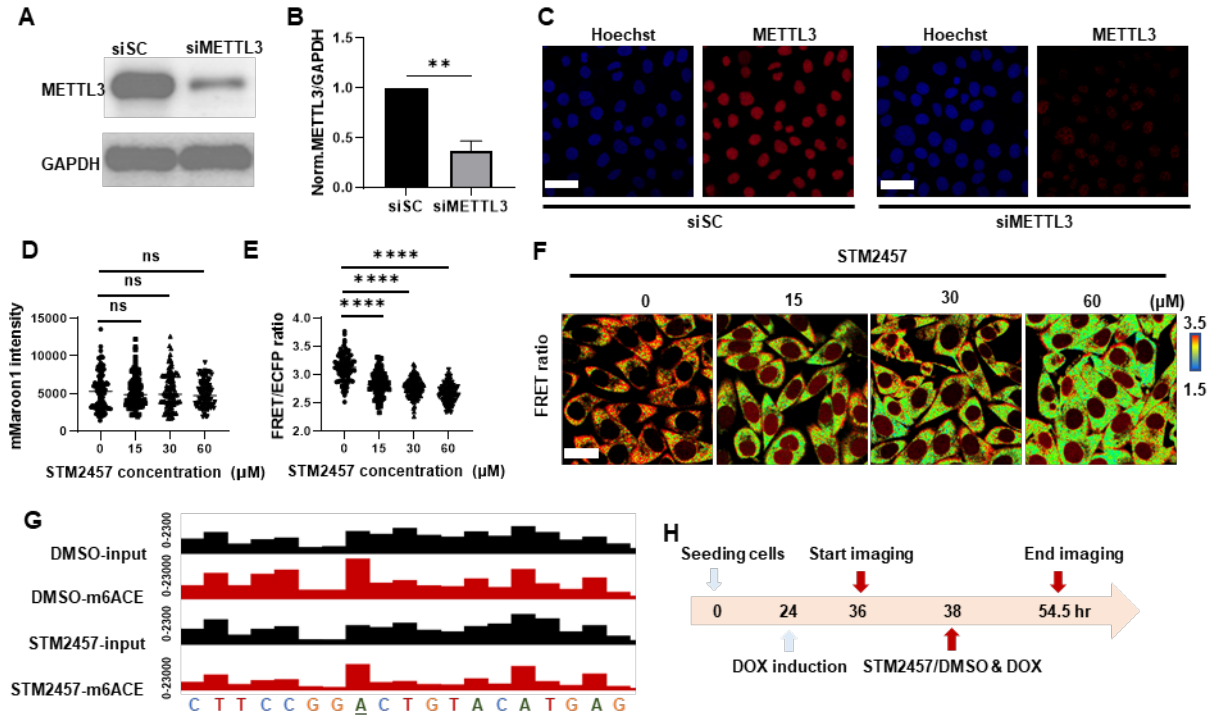 A
siSC siMETTL3
METTL3
GAPDH
B
Norm.METTL3/GAPDH
1.5
1.0
0.5
0.0
**
siSC siMETTL3
C
Hoechst METTL3 Hoechst METTL3
siSC siMETTL3
D
ns
ns
ns
mMaroon1 intensity
15000
10000
5000
0
0 15 30 60
STM2457 concentration (μM)
E
****
****
****
FRET/ECFP ratio
4.0
3.5
3.0
2.5
2.0
0 15 30 60
STM2457 concentration (μM)
F
STM2457
0 15 30 60 (μM)
FRET ratio
3.5
1.5
G
DMSO-input 0-2300
DMSO-m6ACE 0-23000
STM2457-input 0-2300
STM2457-m6ACE 0-23000
C T T C C G G A C T G T A C A T G A G
H
Seeding cells Start imaging End imaging
0 24 36 38 54.5 hr
DOX induction STM2457/DMSO & DOX